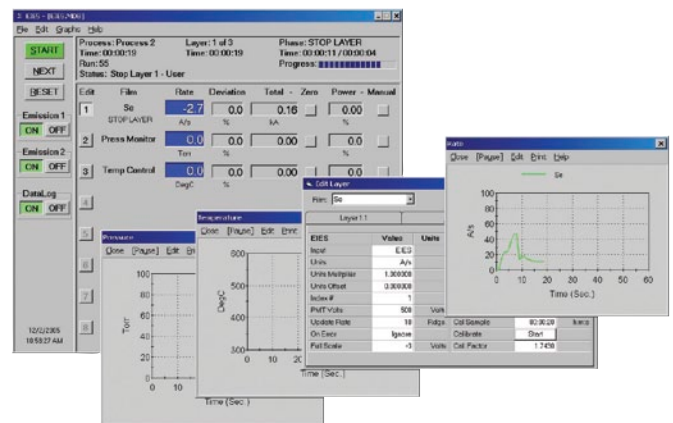 EIES - [EIES.MDB]
File Edit Graphs Help
START
NEXT
RESET
Emission 1
ON OFF
Emission 2
ON OFF
DataLog
ON OFF
12/2/2005
10:58:27 AM
Process: Process 2 Layer: 1 of 3 Phase: STOP LAYER
Time: 00:00:19 Time: 00:00:19 Time: 00:00:11 / 00:00:04
Run: 55 Progress:
Status: Stop Layer 1 - User
Edit Film Rate Deviation Total - Zero Power - Manual
1 Se -2.7 0.0 0.16 0.00
STOP LAYER A/s % kA %
2 Press Monitor 0.0 0.0 0.00 0.0
Torr %
3 Temp Control 0.0 0.0 0.00 0.0
DegC %
4
5
6
7
8
Pressure
Close [Pause] Edit
Torr
100
80
60
40
20
0
0 10
Time (Sec.)
Temperature
Close [Pause] Edit Print
DegC
600
500
400
300
0 10 20
Time (Sec.)
Edit Layer
Film: Se
Layer 1.1
EIES Values Units
Input EIES
Units A/s
Units Multiplier 1.000000
Units Offset 0.000000
Index # 1
PMT Volts 500 Volts
Update Rate 10 Rdgs Cal Sample 00:00:20
On Error Ignore Calibrate Start
Full Scale -3 Volts Cal Factor 1.7430
Rate
Close [Pause] Edit Print Help
Se
A/s
100
80
60
40
20
0
0 10 20 30 40 50 60
Time (Sec.)